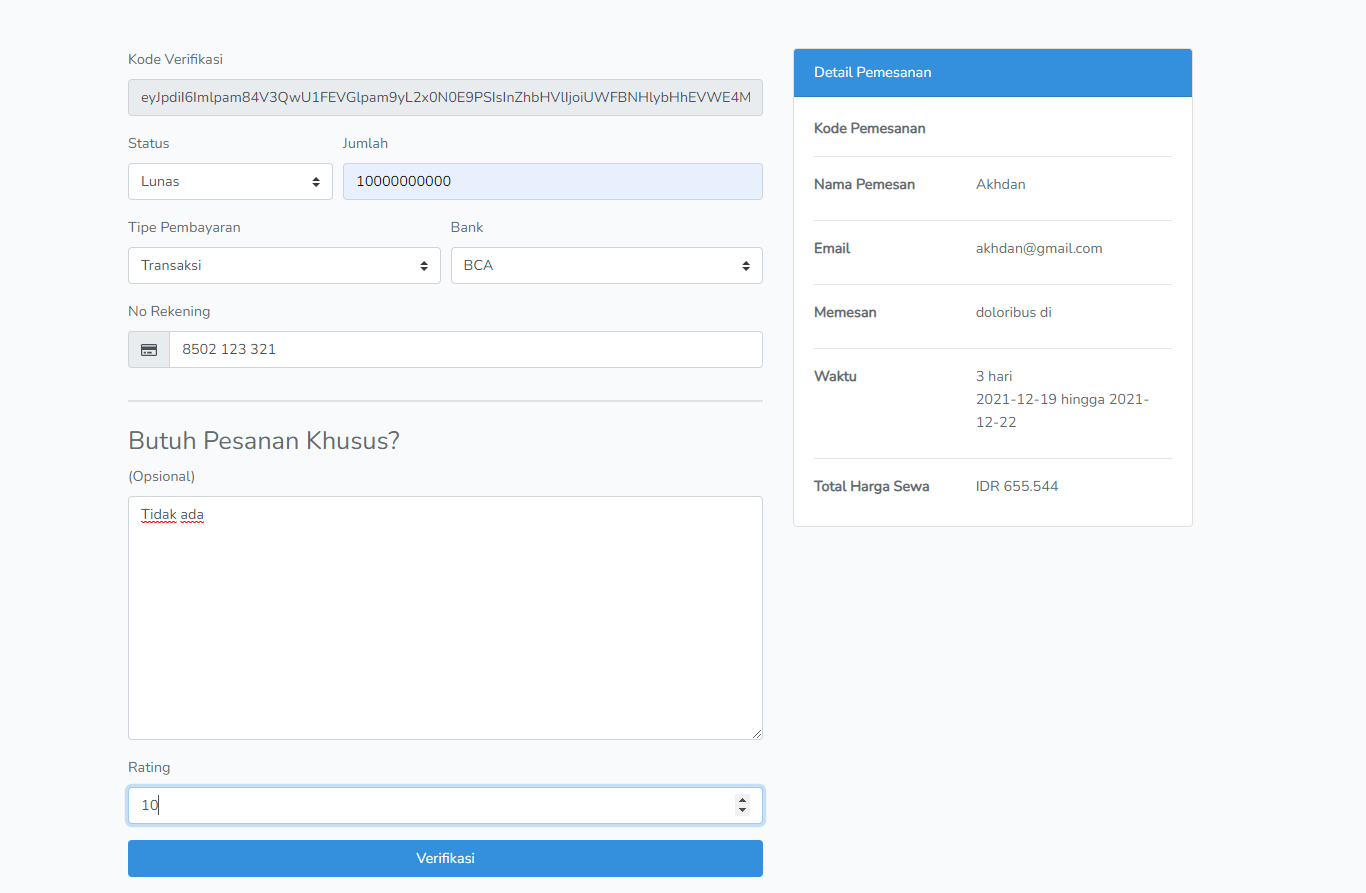 Kode Verifikasi
eyJpdiI6Imlpam84V3QwU1FEVGlpam9yL2x0N0E9PSIsInZhbHVlIjoiUWFBNHlybHhEVWE4M
Status
Jumlah
Lunas
10000000000
Tipe Pembayaran
Bank
Transaksi
BCA
No Rekening
8502 123 321
Butuh Pesanan Khusus?
(Opsional)
Tidak ada
Rating
10
Verifikasi
Detail Pemesanan
Kode Pemesanan
Nama Pemesan
Akhdan
Email
akhdan@gmail.com
Memesan
doloribus di
Waktu
3 hari
2021-12-19 hingga 2021-
12-22
Total Harga Sewa
IDR 655.544